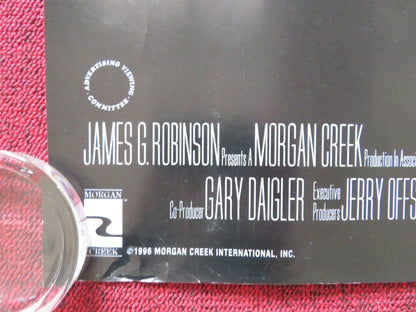 ADVERTISING VIEWING
COMMITTEE
JAMES G. ROBINSON Presents A MORGAN CREEK Production In Associ
Co-Producer GARY DAIGLER Executive Producers JERRY OFFS
MORGAN
CREEK
©1996 MORGAN CREEK INTERNATIONAL, INC.